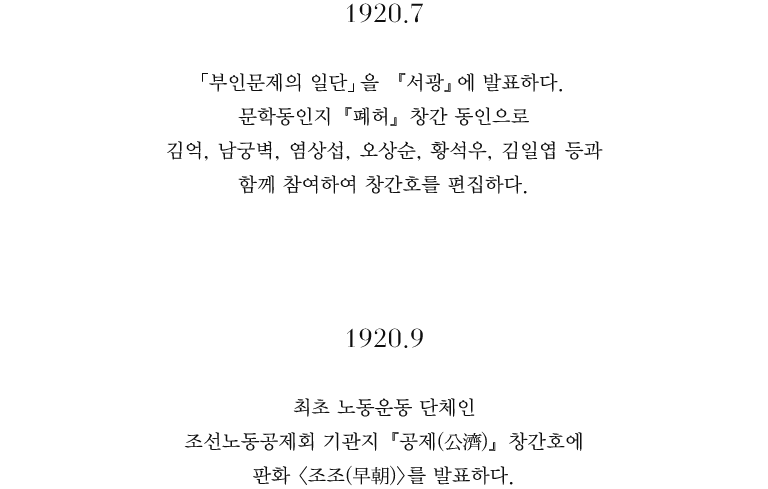 1920.7
「부인문제의 일단」을 『서광』에 발표하다.
문학동인지 『폐허』 창간 동인으로
김억, 남궁벽, 염상섭, 오상순, 황석우, 김일엽 등과
함께 참여하여 창간호를 편집하다.
1920.9
최초 노동운동 단체인
조선노동공제회 기관지 『공제(公濟)』 창간호에
판화 〈조조(早朝)〉를 발표하다.